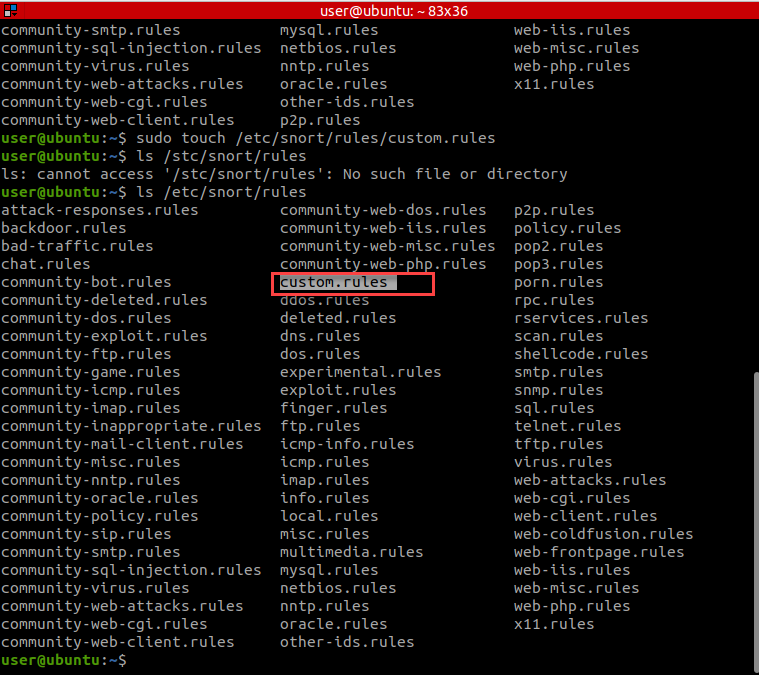 user@ubuntu: ~ 83x36
community-smtp.rules mysql.rules web-iis.rules
community-sql-injection.rules netbios.rules web-misc.rules
community-virus.rules nntp.rules web-php.rules
community-web-attacks.rules oracle.rules x11.rules
community-web-cgi.rules other-ids.rules
community-web-client.rules p2p.rules
user@ubuntu:~$ sudo touch /etc/snort/rules/custom.rules
user@ubuntu:~$ ls /stc/snort/rules
ls: cannot access '/stc/snort/rules': No such file or directory
user@ubuntu:~$ ls /etc/snort/rules
attack-responses.rules community-web-dos.rules p2p.rules
backdoor.rules community-web-iis.rules policy.rules
bad-traffic.rules community-web-misc.rules pop2.rules
chat.rules community-web-php.rules pop3.rules
community-bot.rules custom.rules porn.rules
community-deleted.rules ddos.rules rpc.rules
community-dos.rules deleted.rules rservices.rules
community-exploit.rules dns.rules scan.rules
community-ftp.rules dos.rules shellcode.rules
community-game.rules experimental.rules smtp.rules
community-icmp.rules exploit.rules snmp.rules
community-imap.rules finger.rules sql.rules
community-inappropriate.rules ftp.rules telnet.rules
community-mail-client.rules icmp-info.rules tftp.rules
community-misc.rules icmp.rules virus.rules
community-nntp.rules imap.rules web-attacks.rules
community-oracle.rules info.rules web-cgi.rules
community-policy.rules local.rules web-client.rules
community-sip.rules misc.rules web-coldfusion.rules
community-smtp.rules multimedia.rules web-frontpage.rules
community-sql-injection.rules mysql.rules web-iis.rules
community-virus.rules netbios.rules web-misc.rules
community-web-attacks.rules nntp.rules web-php.rules
community-web-cgi.rules oracle.rules x11.rules
community-web-client.rules other-ids.rules
user@ubuntu:~$